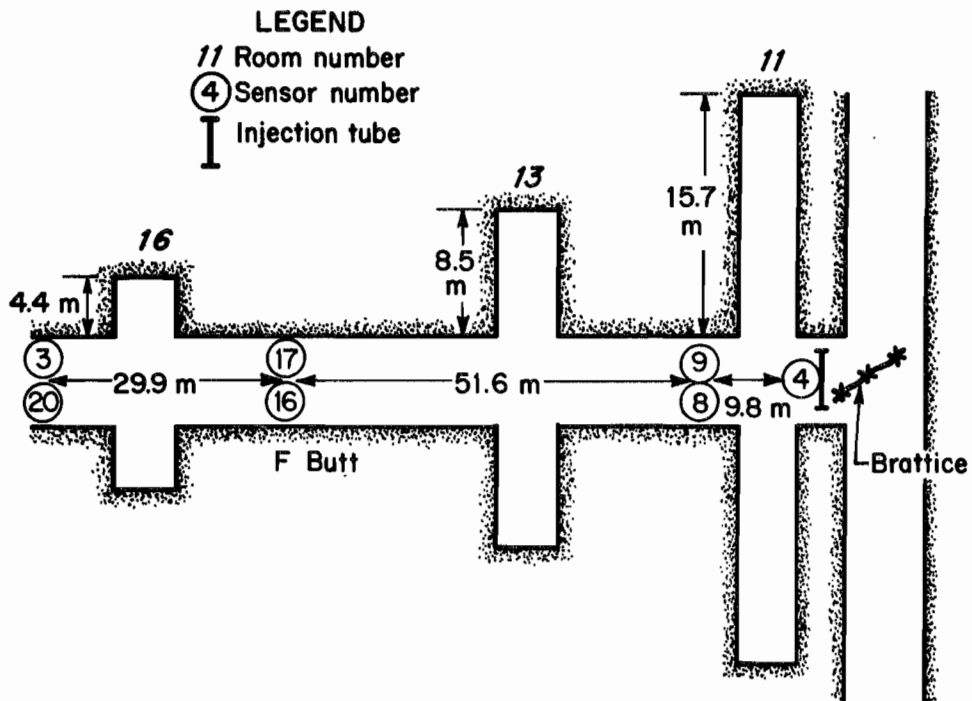 LEGEND
11 Room number
4 Sensor number
Injection tube
11
13
16
15.7
m
8.5
m
4.4 m
3
17
9
29.9 m
51.6 m
4
20
16
8
9.8 m
F Butt
Brattice